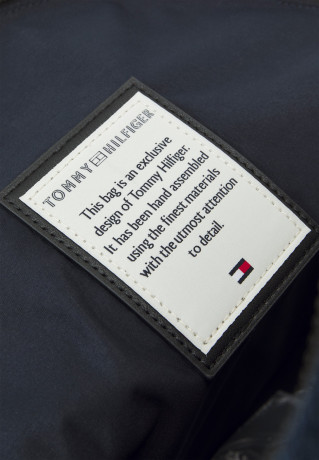 TOMMY HILFIGER
This bag is an exclusive
design of Tommy Hilfiger.
It has been hand assembled
using the finest materials
with the utmost attention
to detail.